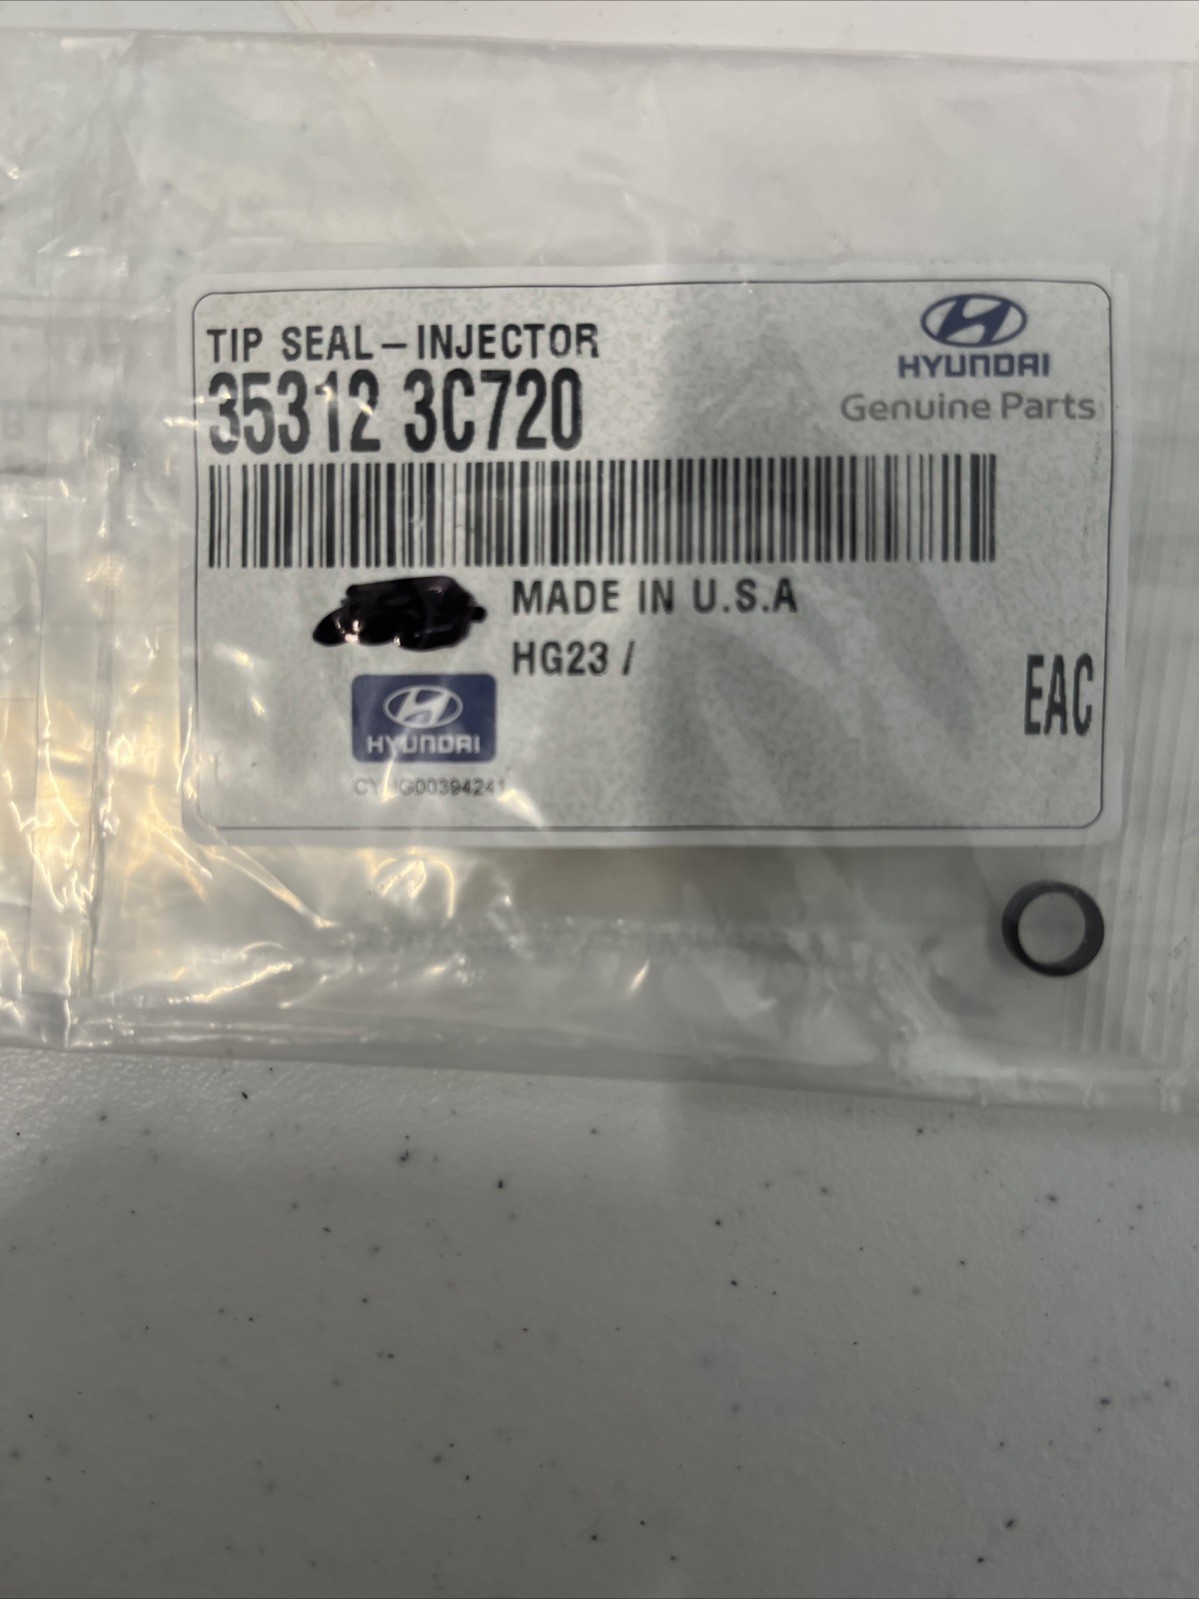 TIP SEAL-INJECTOR
35312 3C720
HYUNDAI
Genuine Parts
MADE IN U.S.A
HG23 /
HYUNDAI
EAC